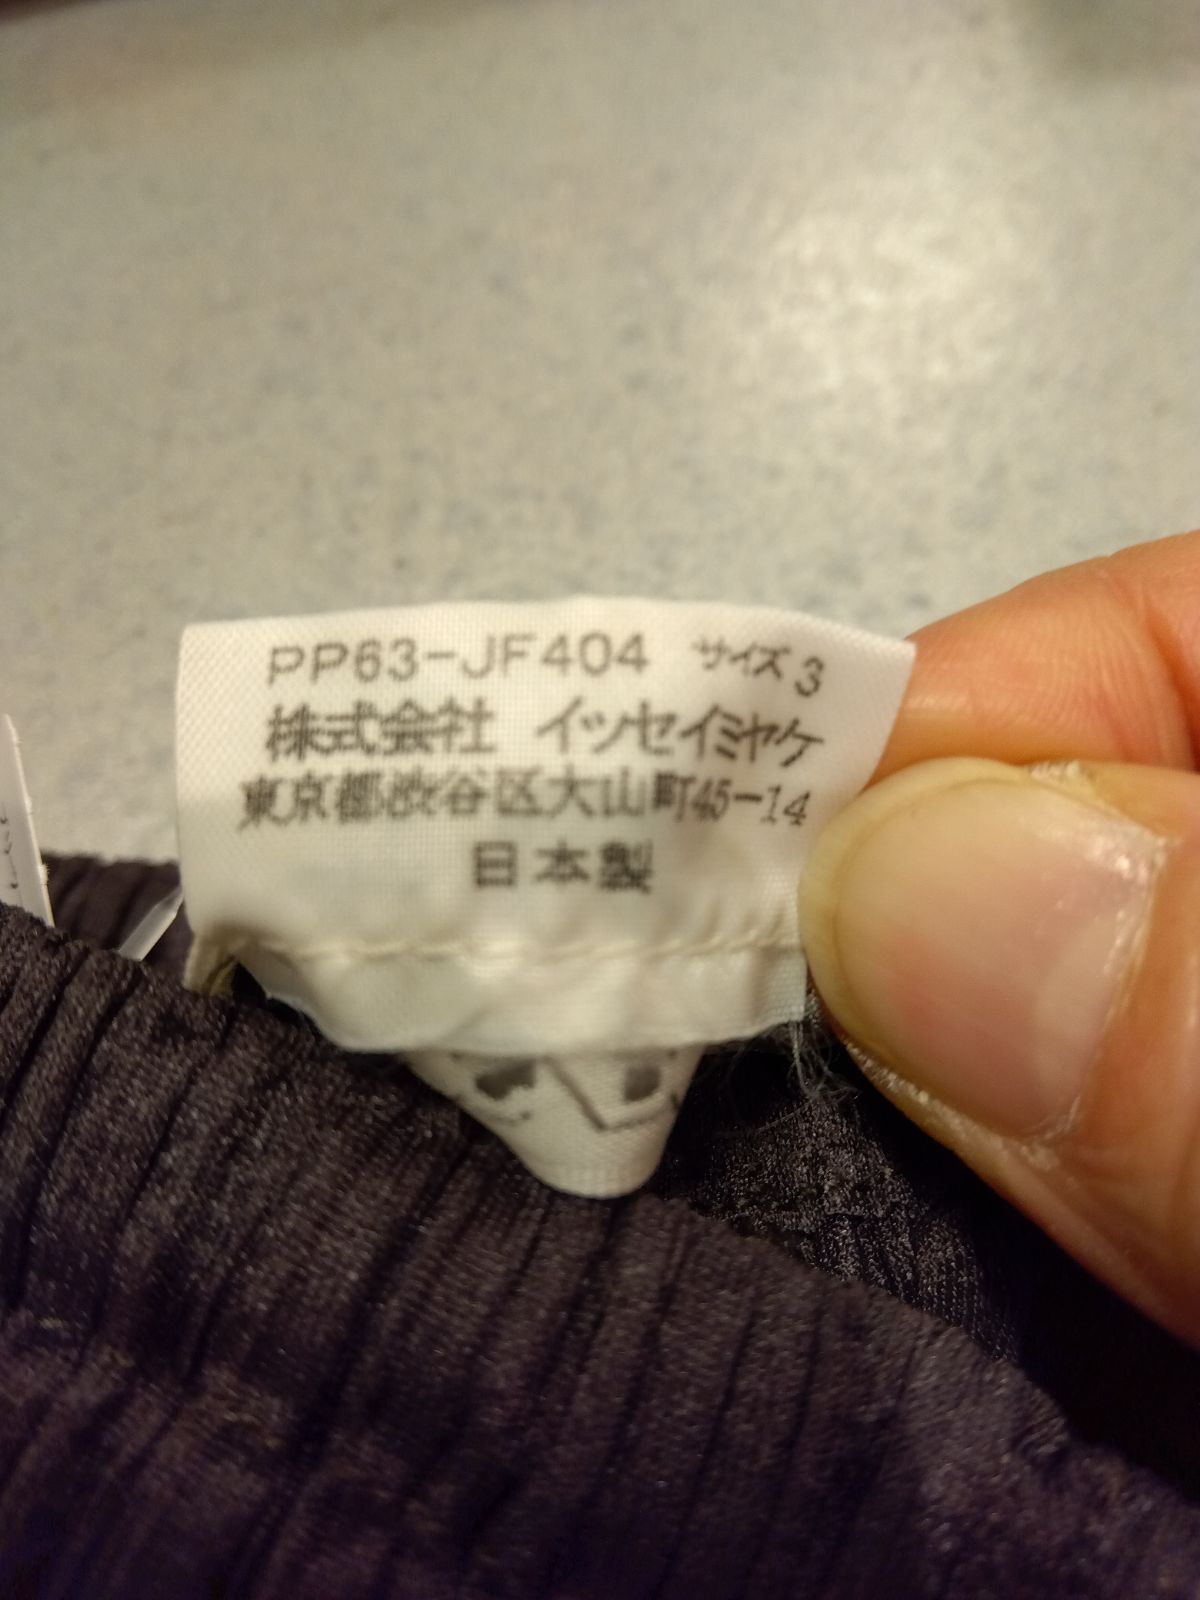 PP63-JF404 サイズ 3
株式会社 イッセイミヤケ
東京都渋谷区大山町45-14
日本製